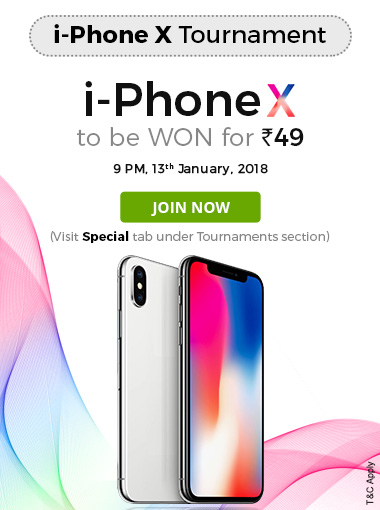 i-Phone X Tournament
i-Phone X
to be WON for ₹49
9 PM, 13th January, 2018
JOIN NOW
(Visit Special tab under Tournaments section)
T&C Apply